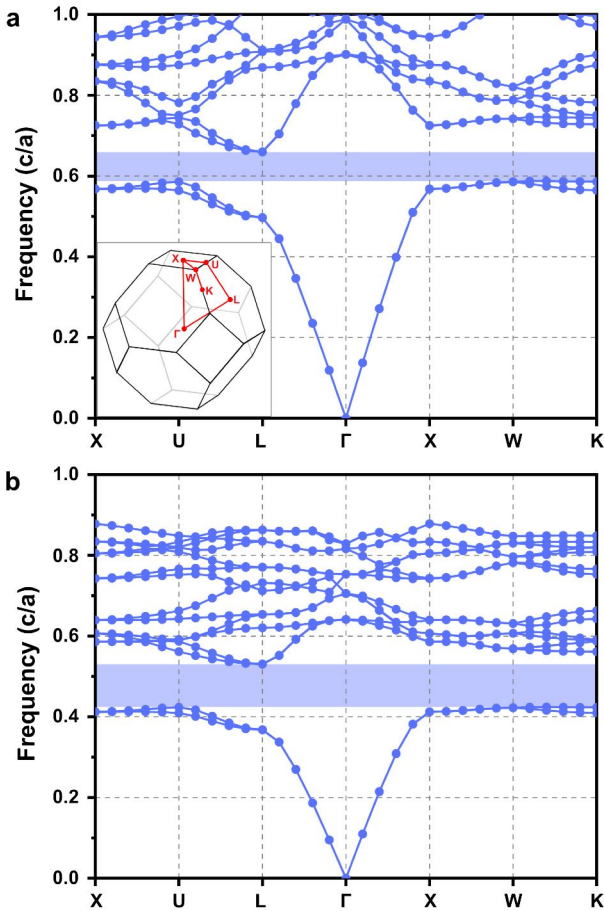 a
1.0
0.8
0.6
0.4
0.2
0.0
Frequency (c/a)
X
U
W
K
L
Γ
X U L Γ X W K
b
1.0
0.8
0.6
0.4
0.2
0.0
Frequency (c/a)
X U L Γ X W K